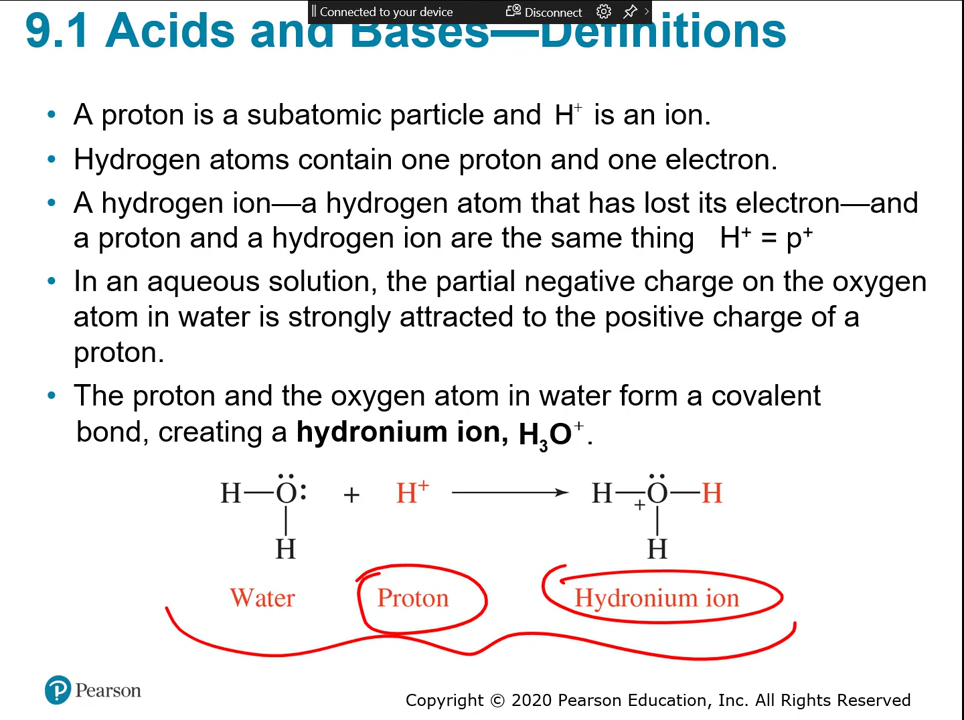 Connected to your device Disconnect
9.1 Acids and Bases—Definitions
• A proton is a subatomic particle and H⁺ is an ion.
• Hydrogen atoms contain one proton and one electron.
• A hydrogen ion—a hydrogen atom that has lost its electron—and
a proton and a hydrogen ion are the same thing H⁺ = p⁺
• In an aqueous solution, the partial negative charge on the oxygen
atom in water is strongly attracted to the positive charge of a
proton.
• The proton and the oxygen atom in water form a covalent
bond, creating a hydronium ion, H₃O⁺.
H—Ö: + H⁺ ⟶ H—Ö—H
+
H H
Water Proton Hydronium ion
P Pearson
Copyright © 2020 Pearson Education, Inc. All Rights Reserved